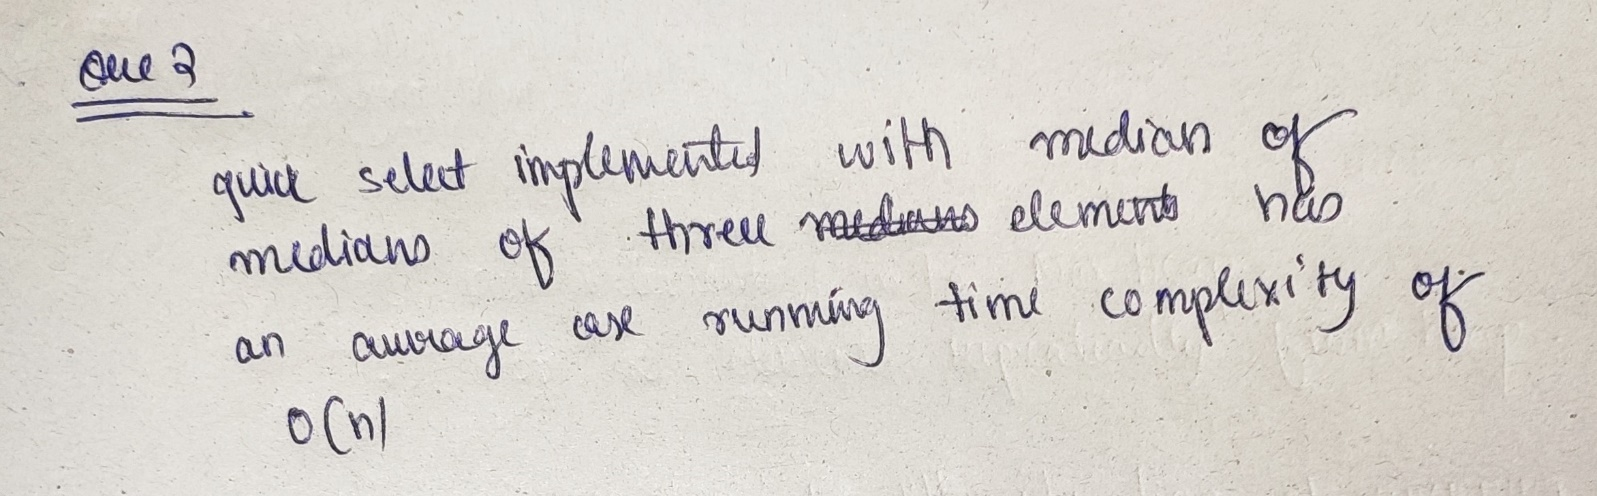 Que 2
quick select implemented with median of
medians of three elements has
an average case running time complexity of
O(n)